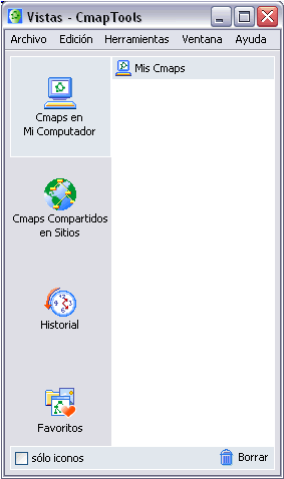 Vistas - CmapTools
Archivo Edición Herramientas Ventana Ayuda
Mis Cmaps
Cmaps en
Mi Computador
Cmaps Compartidos
en Sitios
Historial
Favoritos
sólo iconos
Borrar